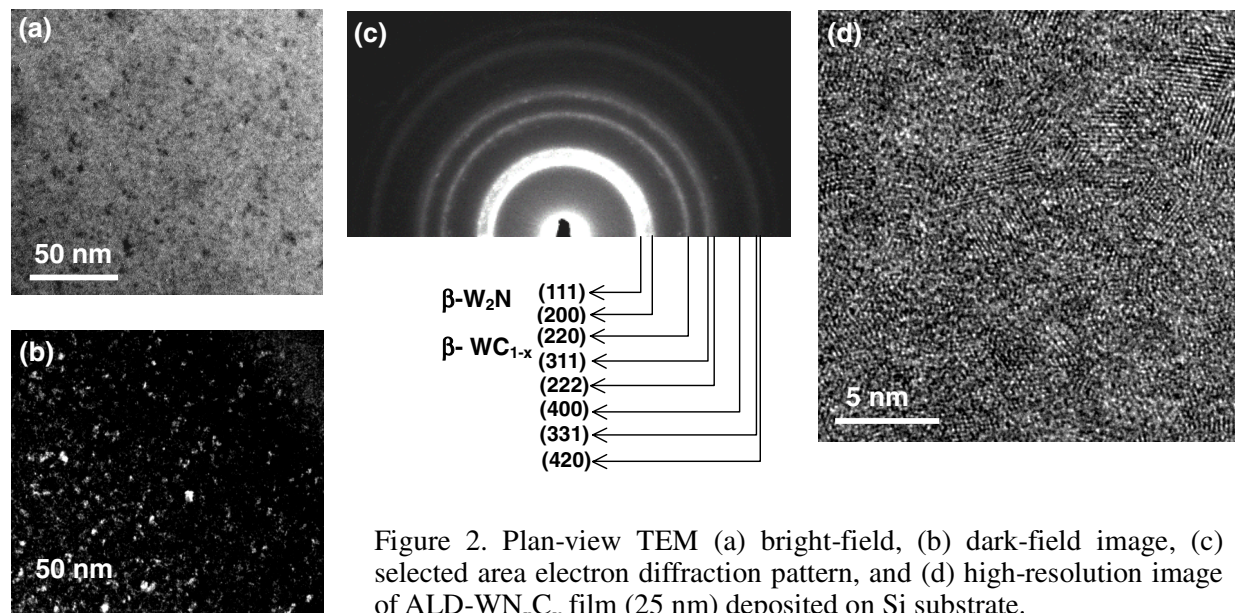 (a)
50 nm
(b)
50 nm
(c)
β-W₂N
β- WC₁₋ₓ
(111)
(200)
(220)
(311)
(222)
(400)
(331)
(420)
(d)
5 nm
Figure 2. Plan-view TEM (a) bright-field, (b) dark-field image, (c)
selected area electron diffraction pattern, and (d) high-resolution image
of ALD-WNₓCᵧ film (25 nm) deposited on Si substrate.